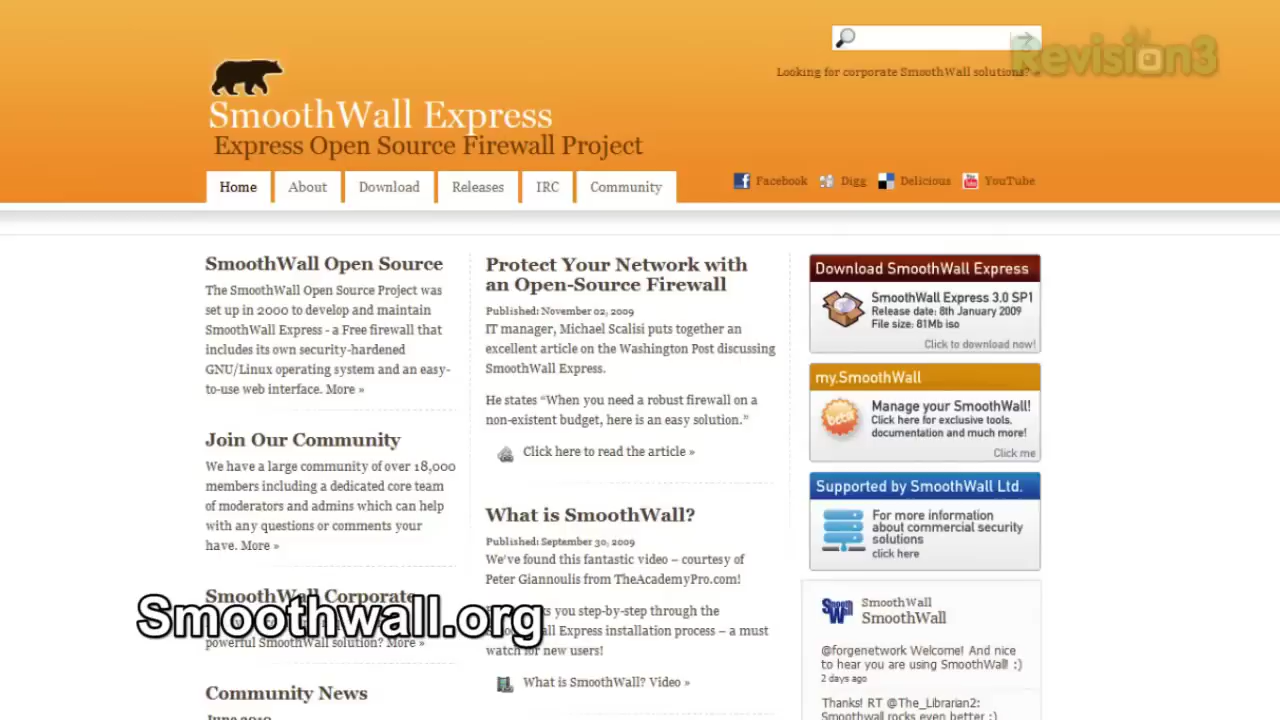 Revision3
Looking for corporate SmoothWall solutions? »
SmoothWall Express
Express Open Source Firewall Project
Home
About
Download
Releases
IRC
Community
Facebook
Digg
Delicious
YouTube
SmoothWall Open Source
The SmoothWall Open Source Project was
set up in 2000 to develop and maintain
SmoothWall Express - a Free firewall that
includes its own security-hardened
GNU/Linux operating system and an easy-
to-use web interface. More »
Join Our Community
We have a large community of over 18,000
members including a dedicated core team
of moderators and admins which can help
with any questions or comments your
have. More »
SmoothWall Corporate
powerful SmoothWall solution? More »
Smoothwall.org
Community News
June 2010
Protect Your Network with
an Open-Source Firewall
Published: November 02, 2009
IT manager, Michael Scalisi puts together an
excellent article on the Washington Post discussing
SmoothWall Express.
He states “When you need a robust firewall on a
non-existent budget, here is an easy solution.”
Click here to read the article »
What is SmoothWall?
Published: September 30, 2009
We've found this fantastic video – courtesy of
Peter Giannoulis from TheAcademyPro.com!
you step-by-step through the
Express installation process – a must
watch for new users!
What is SmoothWall? Video »
Download SmoothWall Express
SmoothWall Express 3.0 SP1
Release date: 8th January 2009
File size: 81Mb iso
Click to download now!
my.SmoothWall
beta
Manage your SmoothWall!
Click here for exclusive tools,
documentation and much more!
Click me
Supported by SmoothWall Ltd.
For more information
about commercial security
solutions
click here
SmoothWall
SmoothWall
@forgenetwork Welcome! And nice
to hear you are using SmoothWall! :)
2 days ago
Thanks! RT @The_Librarian2:
Smoothwall rocks even better :)